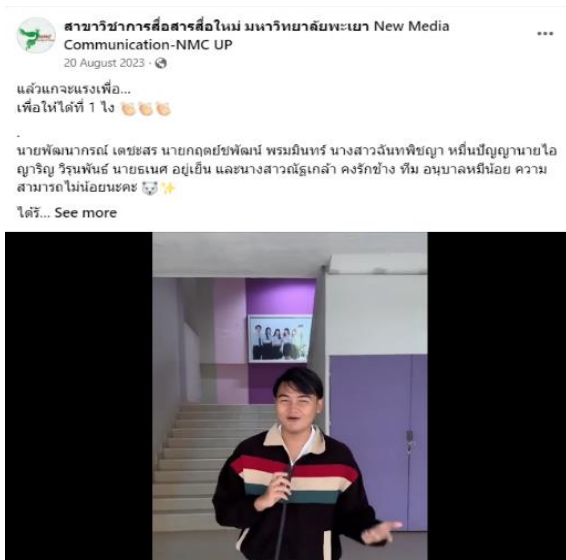 สาขาวิชาการสื่อสารสื่อใหม่ มหาวิทยาลัยพะเยา New Media
Communication-NMC UP
20 August 2023 ·
แล้วแกจะแรงเพื่อ...
เพื่อให้ได้ที่ 1 ไง 👏🏻👏🏻👏🏻
.
นายพัฒนากรณ์ เตชะสร นายกฤตย์ชพัฒน์ พรมมินทร์ นางสาวฉันทพิชญา หมื่นปัญญานายไอ
ญาริญ วิรุนพันธ์ นายธเนศ อยู่เย็น และนางสาวณัฐเกล้า คงรักช้าง ทีม อนุบาลหมีน้อย ความ
สามารถไม่น้อยนะคะ 🐻‍❄️✨
ได้รั... See more